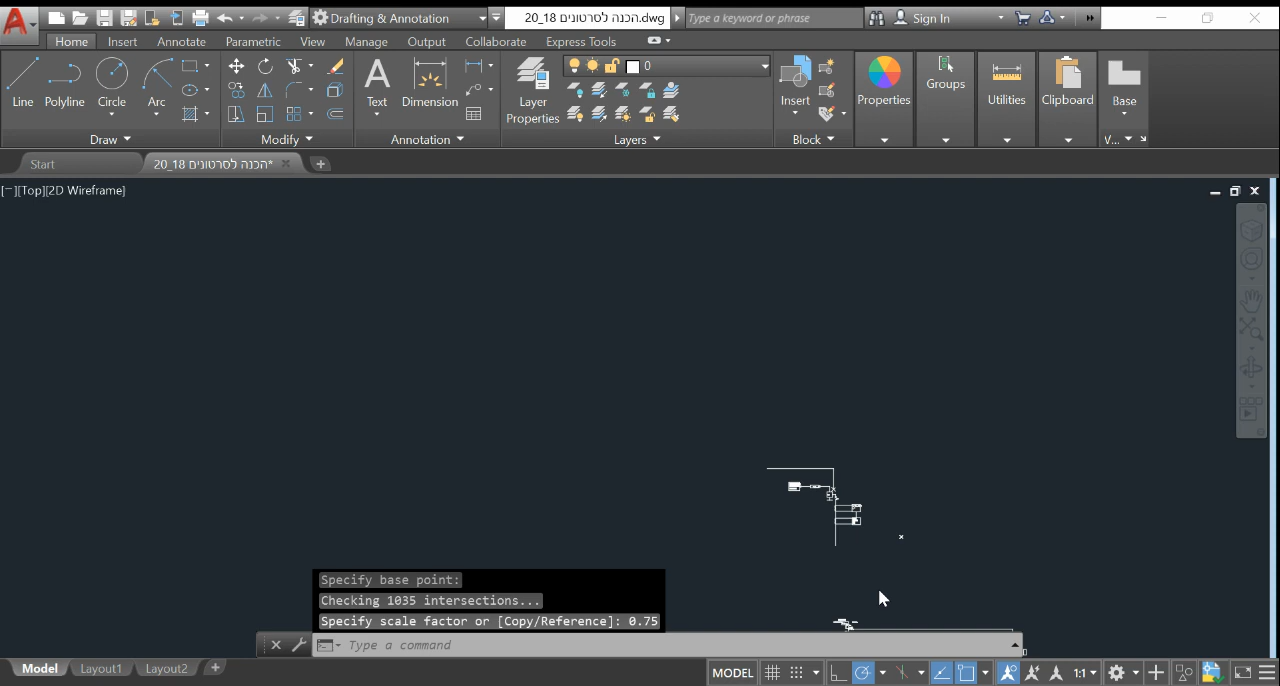 Drafting & Annotation
הכנה לסרטונים 20_18.dwg
Type a keyword or phrase
Sign In
Home Insert Annotate Parametric View Manage Output Collaborate Express Tools
Line Polyline Circle Arc
Text Dimension
Layer
Properties
0
Insert
Properties
Groups
Utilities
Clipboard
Base
Draw
Modify
Annotation
Layers
Block
V...
Start
הכנה לסרטונים 20_18*
[−][Top][2D Wireframe]
Specify base point:
Checking 1035 intersections...
Specify scale factor or [Copy/Reference]: 0.75
Type a command
Model Layout1 Layout2
MODEL
1:1